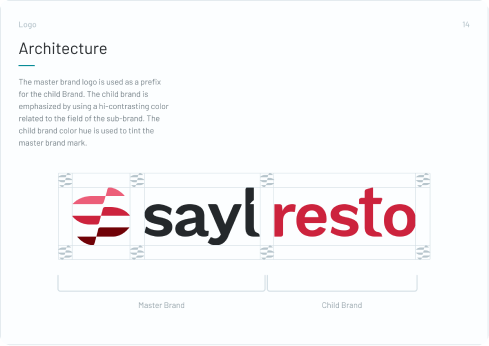 Logo
14
Architecture
The master brand logo is used as a prefix
for the child Brand. The child brand is
emphasized by using a hi-contrasting color
related to the field of the sub-brand. The
child brand color hue is used to tint the
master brand mark.
sayl resto
Master Brand
Child Brand